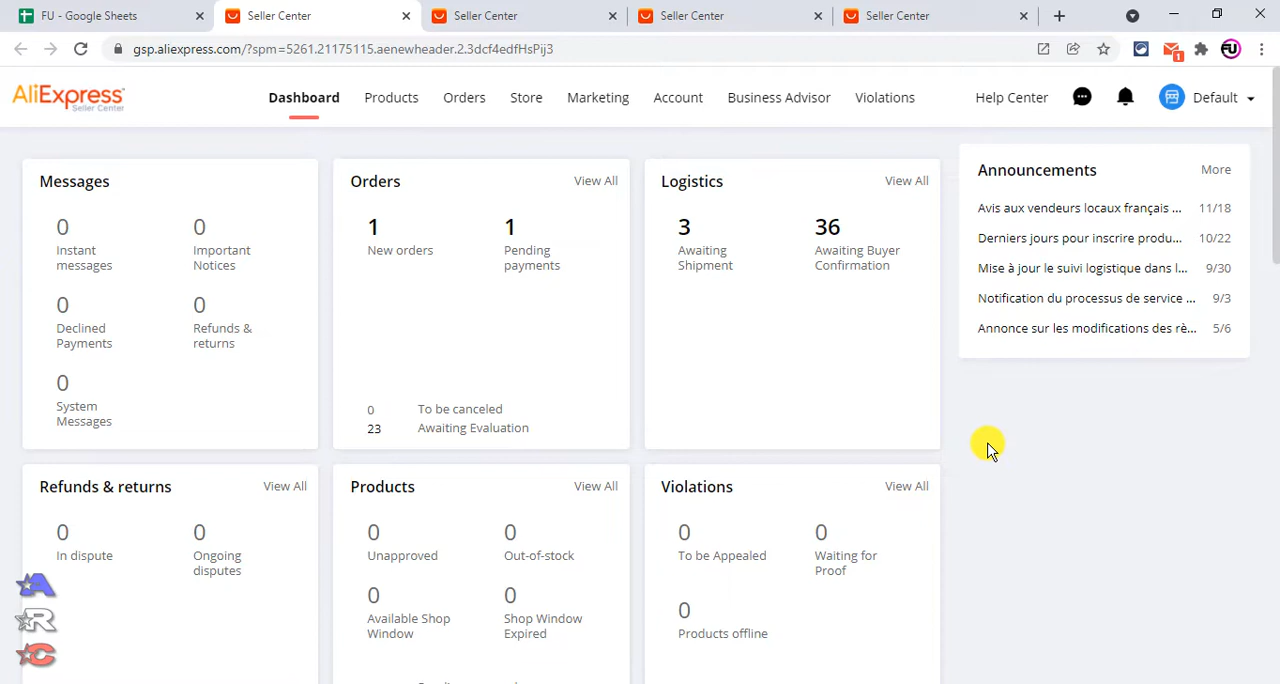 FU - Google Sheets
Seller Center
Seller Center
Seller Center
Seller Center
gsp.aliexpress.com/?spm=5261.21175115.aenewheader.2.3dcf4edfHsPij3
1
FU
AliExpress
Seller Center
Dashboard
Products
Orders
Store
Marketing
Account
Business Advisor
Violations
Help Center
Default
Messages
0
Instant
messages
0
Important
Notices
0
Declined
Payments
0
Refunds &
returns
0
System
Messages
Orders
View All
1
New orders
1
Pending
payments
0 To be canceled
23 Awaiting Evaluation
Logistics
View All
3
Awaiting
Shipment
36
Awaiting Buyer
Confirmation
Announcements
More
Avis aux vendeurs locaux français ... 11/18
Derniers jours pour inscrire produ... 10/22
Mise à jour le suivi logistique dans l... 9/30
Notification du processus de service ... 9/3
Annonce sur les modifications des rè... 5/6
Refunds & returns
View All
0
In dispute
0
Ongoing
disputes
Products
View All
0
Unapproved
0
Out-of-stock
0
Available Shop
Window
0
Shop Window
Expired
Violations
View All
0
To be Appealed
0
Waiting for
Proof
0
Products offline
A
R
C